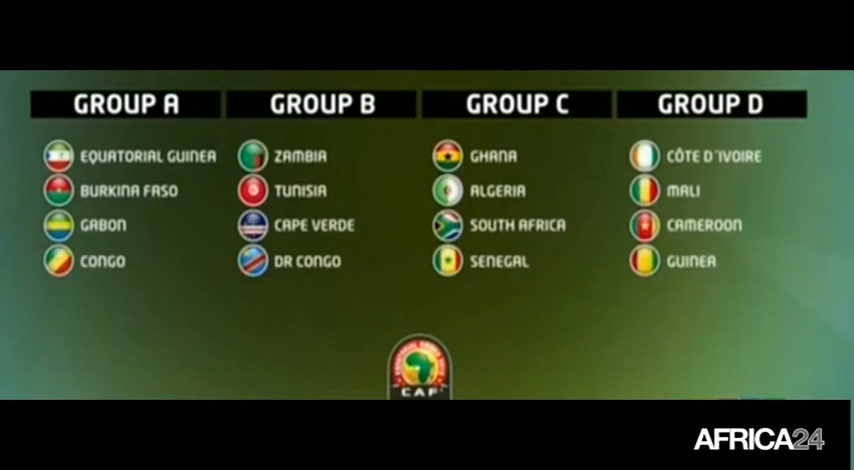 GROUP A
EQUATORIAL GUINEA
BURKINA FASO
GABON
CONGO
GROUP B
ZAMBIA
TUNISIA
CAPE VERDE
DR CONGO
GROUP C
GHANA
ALGERIA
SOUTH AFRICA
SENEGAL
GROUP D
CÔTE D'IVOIRE
MALI
CAMEROON
GUINEA
CAF
AFRICA24